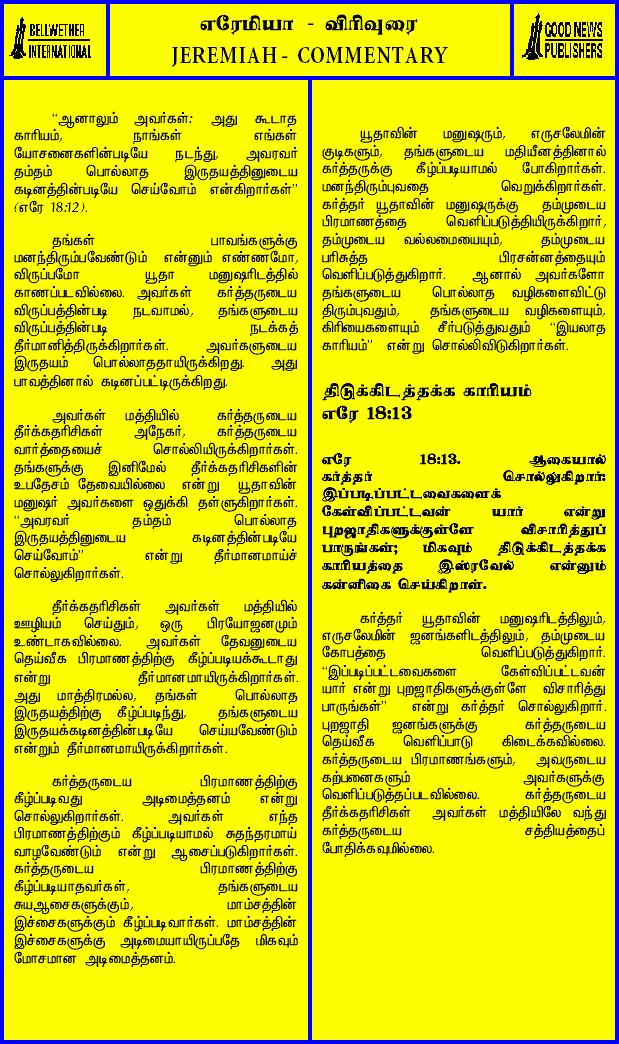 BELLWETHER
INTERNATIONAL
எரேமியா - விரிவுரை
JEREMIAH - COMMENTARY
GOOD NEWS
PUBLISHERS
“ஆனாலும் அவர்கள்: அது கூடாத
காரியம், நாங்கள் எங்கள்
யோசனைகளின்படியே நடந்து, அவரவர்
தம்தம் பொல்லாத இருதயத்தினுடைய
கடினத்தின்படியே செய்வோம் என்கிறார்கள்”
(எரே 18:12).
தங்கள் பாவங்களுக்கு
மனந்திரும்பவேண்டும் என்னும் எண்ணமோ,
விருப்பமோ யூதா மனுஷரிடத்தில்
காணப்படவில்லை. அவர்கள் கர்த்தருடைய
விருப்பத்தின்படி நடவாமல், தங்களுடைய
விருப்பத்தின்படி நடக்கத்
தீர்மானித்திருக்கிறார்கள். அவர்களுடைய
இருதயம் பொல்லாததாயிருக்கிறது. அது
பாவத்தினால் கடினப்பட்டிருக்கிறது.
அவர்கள் மத்தியில் கர்த்தருடைய
தீர்க்கதரிசிகள் அநேகர், கர்த்தருடைய
வார்த்தையைச் சொல்லியிருக்கிறார்கள்.
தங்களுக்கு இனிமேல் தீர்க்கதரிசிகளின்
உபதேசம் தேவையில்லை என்று யூதாவின்
மனுஷர் அவர்களை ஒதுக்கி தள்ளுகிறார்கள்.
“அவரவர் தம்தம் பொல்லாத
இருதயத்தினுடைய கடினத்தின்படியே
செய்வோம்” என்று தீர்மானமாய்ச்
சொல்லுகிறார்கள்.
தீர்க்கதரிசிகள் அவர்கள் மத்தியில்
ஊழியம் செய்தும், ஒரு பிரயோஜனமும்
உண்டாகவில்லை. அவர்கள் தேவனுடைய
தெய்வீக பிரமாணத்திற்கு கீழ்ப்படியக்கூடாது
என்று தீர்மானமாயிருக்கிறார்கள்.
அது மாத்திரமல்ல, தங்கள் பொல்லாத
இருதயத்திற்கு கீழ்ப்படிந்து, தங்களுடைய
இருதயக்கடினத்தின்படியே செய்யவேண்டும்
என்றும் தீர்மானமாயிருக்கிறார்கள்.
கர்த்தருடைய பிரமாணத்திற்கு
கீழ்ப்படிவது அடிமைத்தனம் என்று
சொல்லுகிறார்கள். அவர்கள் எந்த
பிரமாணத்திற்கும் கீழ்ப்படியாமல் சுதந்தரமாய்
வாழவேண்டும் என்று ஆசைப்படுகிறார்கள்.
கர்த்தருடைய பிரமாணத்திற்கு
கீழ்ப்படியாதவர்கள், தங்களுடைய
சுயஆசைகளுக்கும், மாம்சத்தின்
இச்சைகளுக்கும் கீழ்ப்படிவார்கள். மாம்சத்தின்
இச்சைகளுக்கு அடிமையாயிருப்பதே மிகவும்
மோசமான அடிமைத்தனம்.
யூதாவின் மனுஷரும், எருசலேமின்
குடிகளும், தங்களுடைய மதியீனத்தினால்
கர்த்தருக்கு கீழ்ப்படியாமல் போகிறார்கள்.
மனந்திரும்புவதை வெறுக்கிறார்கள்.
கர்த்தர் யூதாவின் மனுஷருக்கு தம்முடைய
பிரமாணத்தை வெளிப்படுத்தியிருக்கிறார்,
தம்முடைய வல்லமையையும், தம்முடைய
பரிசுத்த பிரசன்னத்தையும்
வெளிப்படுத்துகிறார். ஆனால் அவர்களோ
தங்களுடைய பொல்லாத வழிகளைவிட்டு
திரும்புவதும், தங்களுடைய வழிகளையும்,
கிரியைகளையும் சீர்படுத்துவதும் “இயலாத
காரியம்” என்று சொல்லிவிடுகிறார்கள்.
திடுக்கிடத்தக்க காரியம்
எரே 18:13
எரே 18:13. ஆகையால்
கர்த்தர் சொல்லுகிறார்:
இப்படிப்பட்டவைகளைக்
கேள்விப்பட்டவன் யார் என்று
புறஜாதிகளுக்குள்ளே விசாரித்துப்
பாருங்கள்; மிகவும் திடுக்கிடத்தக்க
காரியத்தை இஸ்ரவேல் என்னும்
கன்னிகை செய்கிறாள்.
கர்த்தர் யூதாவின் மனுஷரிடத்திலும்,
எருசலேமின் ஜனங்களிடத்திலும், தம்முடைய
கோபத்தை வெளிப்படுத்துகிறார்.
“இப்படிப்பட்டவைகளை கேள்விப்பட்டவன்
யார் என்று புறஜாதிகளுக்குள்ளே விசாரித்து
பாருங்கள்” என்று கர்த்தர் சொல்லுகிறார்.
புறஜாதி ஜனங்களுக்கு கர்த்தருடைய
தெய்வீக வெளிப்பாடு கிடைக்கவில்லை.
கர்த்தருடைய பிரமாணங்களும், அவருடைய
கற்பனைகளும் அவர்களுக்கு
வெளிப்படுத்தப்படவில்லை. கர்த்தருடைய
தீர்க்கதரிசிகள் அவர்கள் மத்தியிலே வந்து
கர்த்தருடைய சத்தியத்தைப்
போதிக்கவுமில்லை.